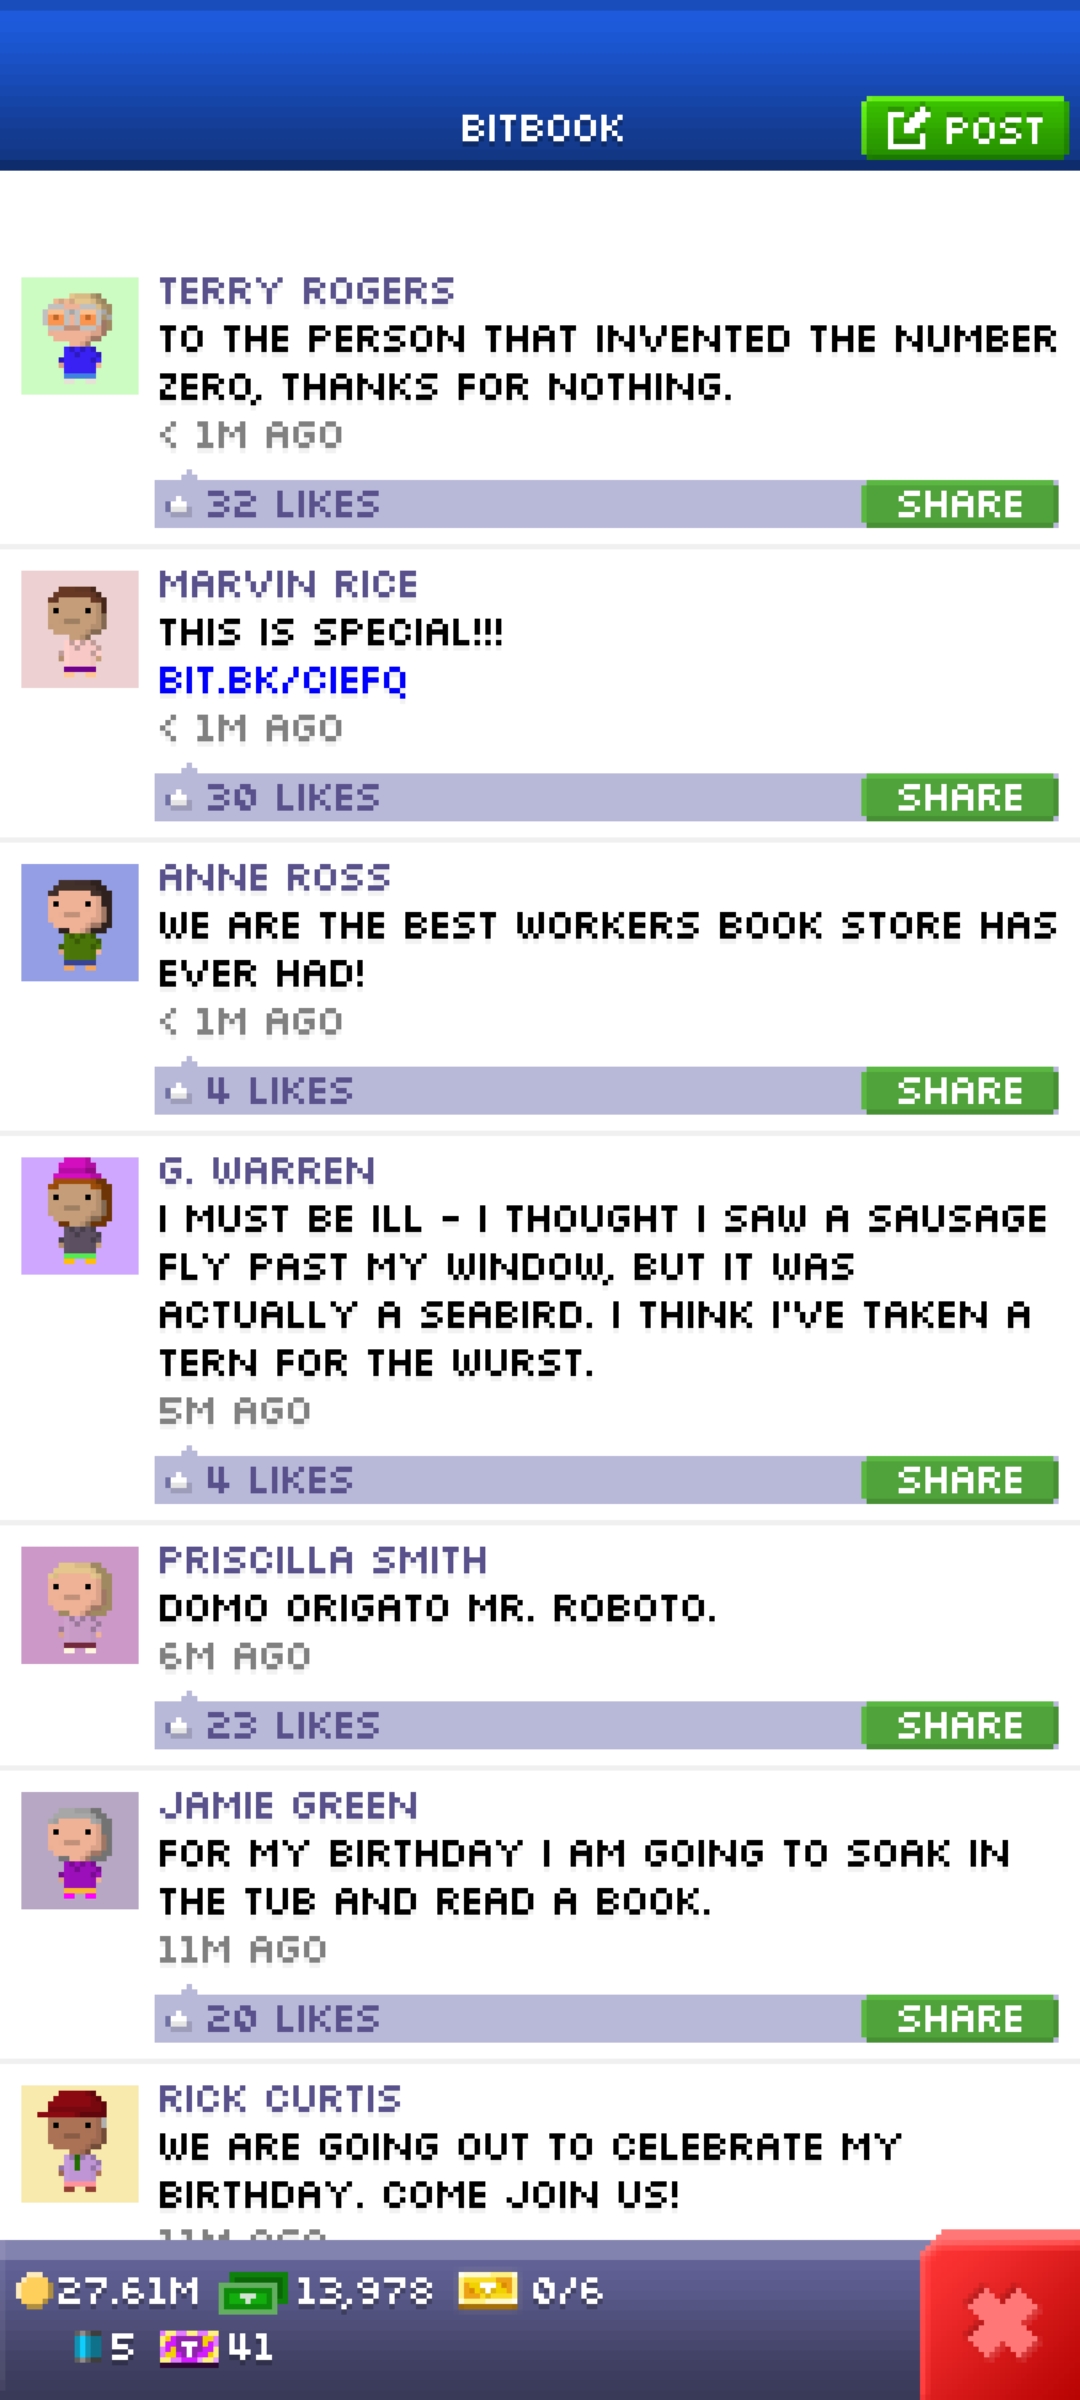 BITBOOK
POST
TERRY ROGERS
TO THE PERSON THAT INVENTED THE NUMBER
ZERO, THANKS FOR NOTHING.
< 1M AGO
32 LIKES
SHARE
MARVIN RICE
THIS IS SPECIAL!!!
BIT.BK/CIEFQ
< 1M AGO
30 LIKES
SHARE
ANNE ROSS
WE ARE THE BEST WORKERS BOOK STORE HAS
EVER HAD!
< 1M AGO
4 LIKES
SHARE
G. WARREN
I MUST BE ILL - I THOUGHT I SAW A SAUSAGE
FLY PAST MY WINDOW, BUT IT WAS
ACTUALLY A SEABIRD. I THINK I'VE TAKEN A
TERN FOR THE WURST.
5M AGO
4 LIKES
SHARE
PRISCILLA SMITH
DOMO ORIGATO MR. ROBOTO.
6M AGO
23 LIKES
SHARE
JAMIE GREEN
FOR MY BIRTHDAY I AM GOING TO SOAK IN
THE TUB AND READ A BOOK.
11M AGO
20 LIKES
SHARE
RICK CURTIS
WE ARE GOING OUT TO CELEBRATE MY
BIRTHDAY. COME JOIN US!
11M AGO
27.61M 13,978 0/6
5 T 41